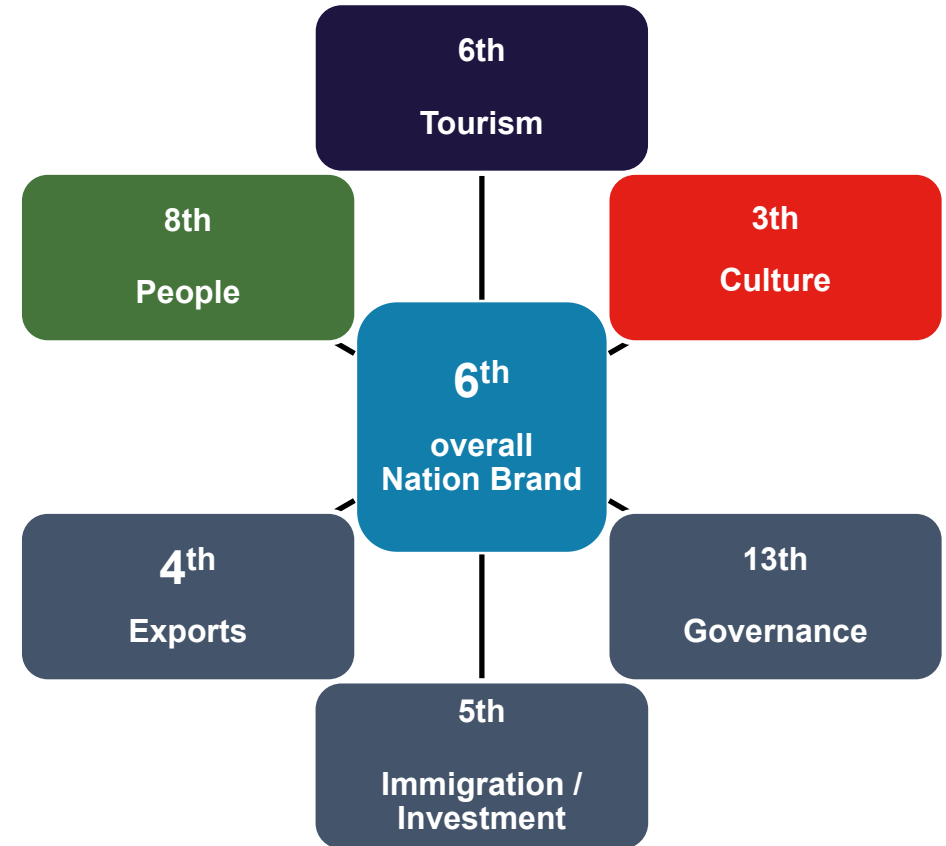 6th
Tourism
8th
People
3th
Culture
6th
overall
Nation Brand
4th
Exports
13th
Governance
5th
Immigration /
Investment